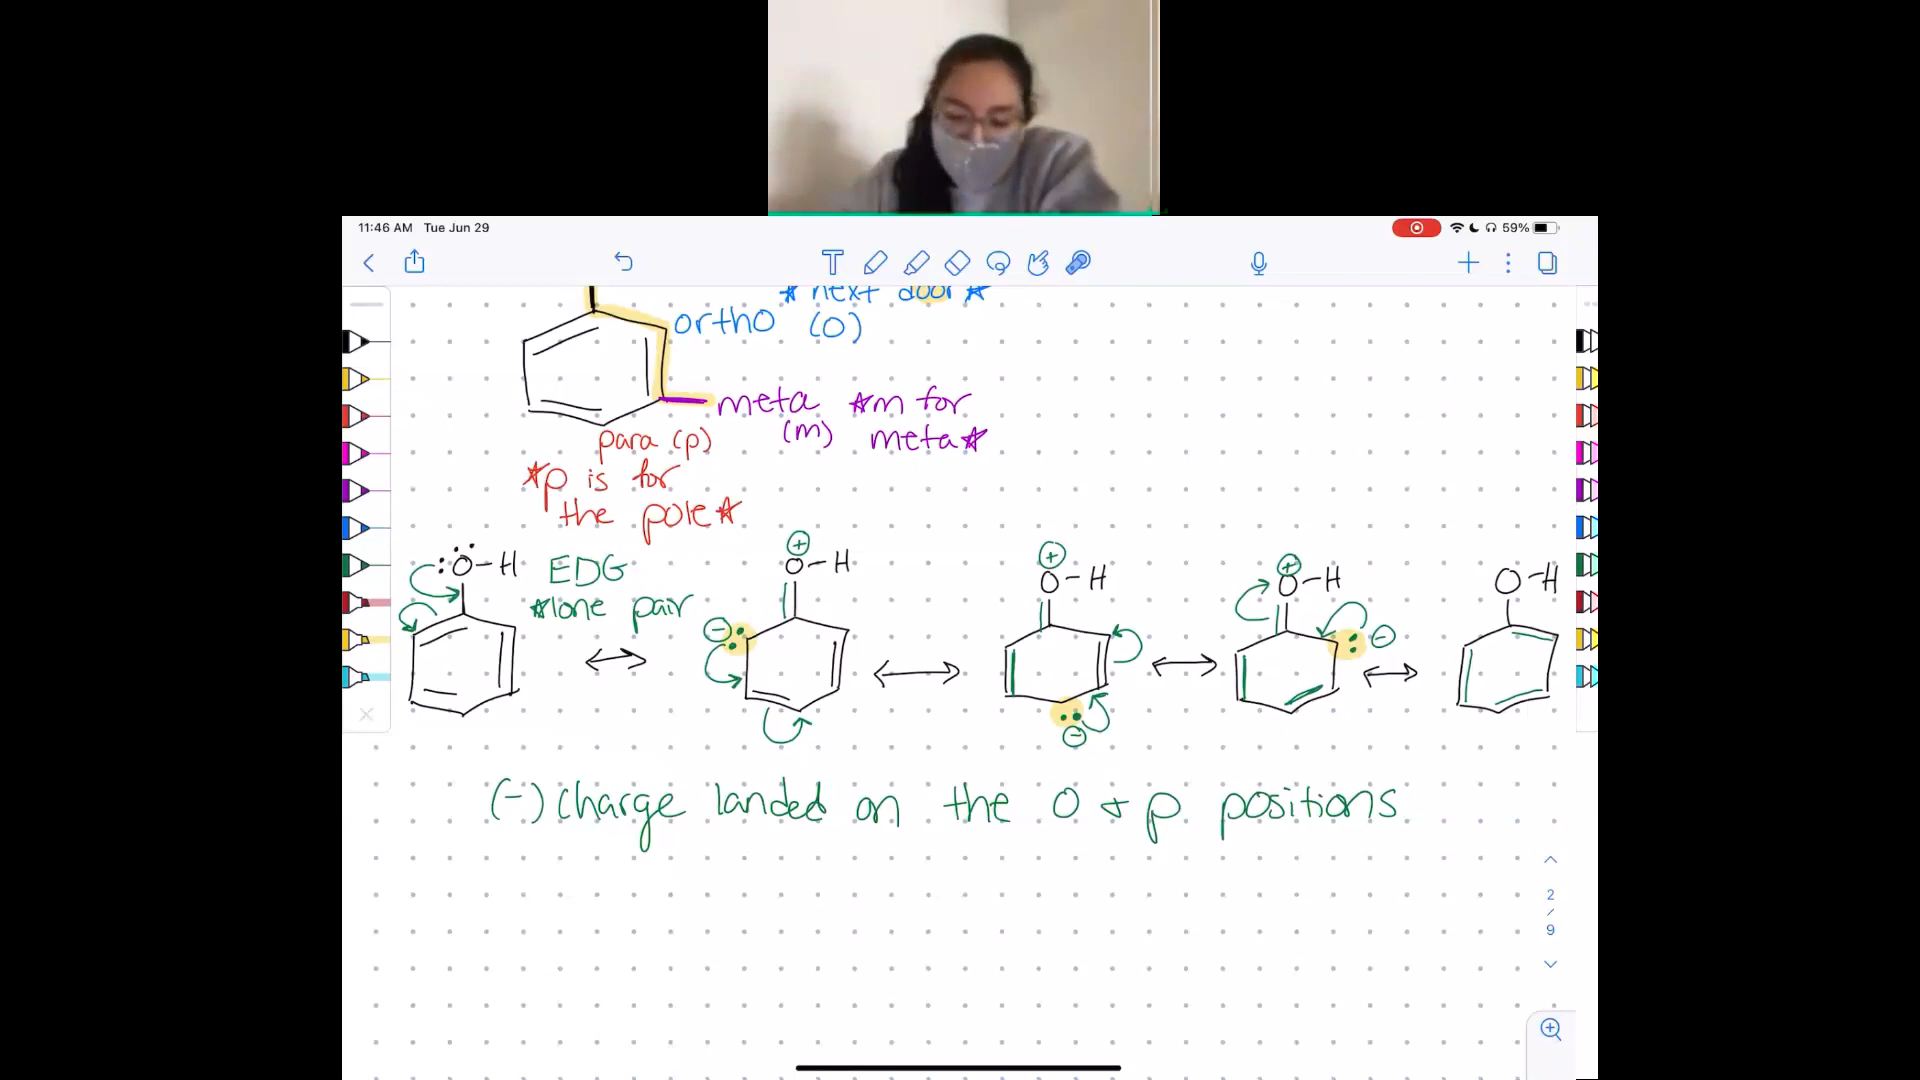 11:46 AM Tue Jun 29
59%
* next door *
ortho (o)
meta *m for
(m) meta*
para (p)
*p is for
the pole*
:O-H EDG
*lone pair
⊕
O-H
⊖
⊕
O-H
⊖
⊕
O-H
⊖
O-H
(-) charge landed on the O & p positions
2
/
9